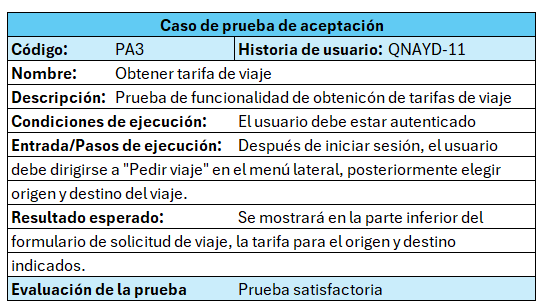 Caso de prueba de aceptación
Código: PA3 Historia de usuario: QNAYD-11
Nombre: Obtener tarifa de viaje
Descripción: Prueba de funcionalidad de obtenicón de tarifas de viaje
Condiciones de ejecución: El usuario debe estar autenticado
Entrada/Pasos de ejecución: Después de iniciar sesión, el usuario
debe dirigirse a "Pedir viaje" en el menú lateral, posteriormente elegir
origen y destino del viaje.
Resultado esperado: Se mostrará en la parte inferior del
formulario de solicitud de viaje, la tarifa para el origen y destino
indicados.
Evaluación de la prueba Prueba satisfactoria